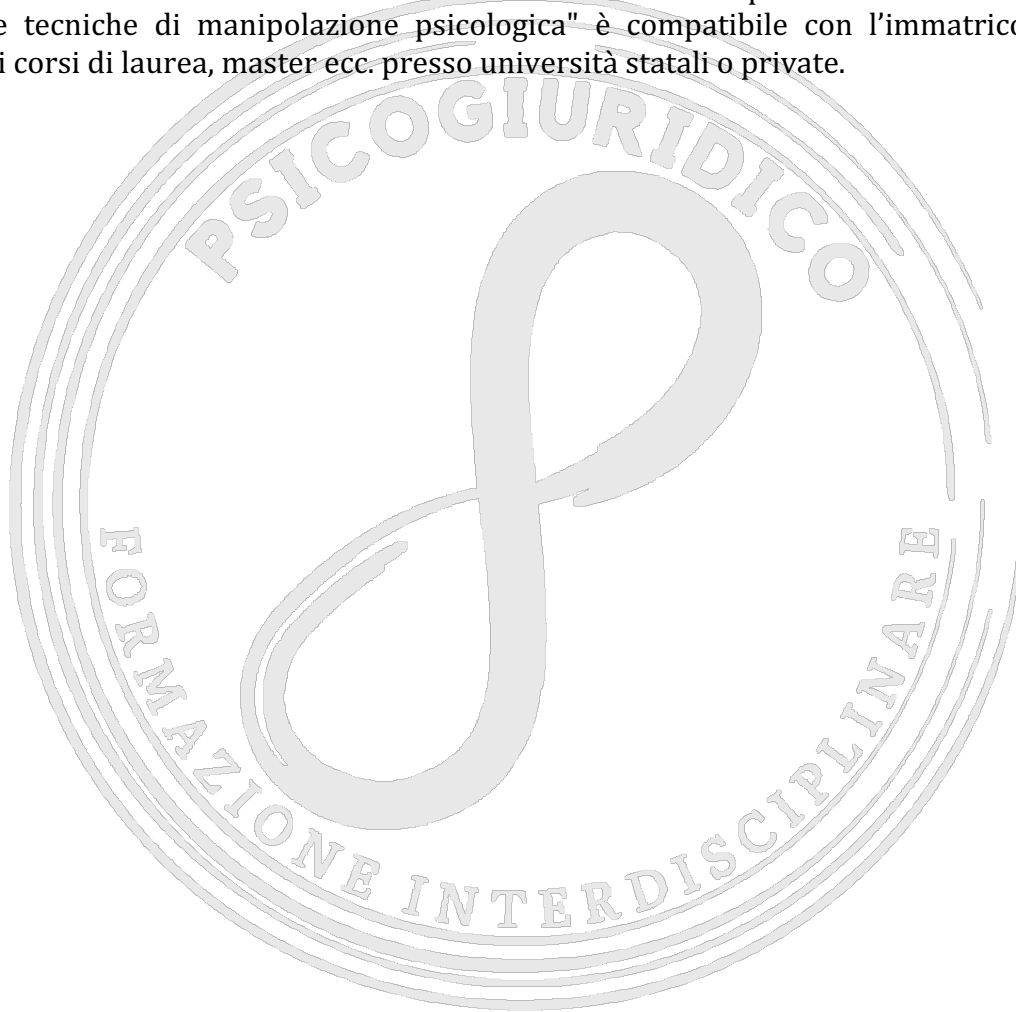 e tecniche di manipolazione psicologica" è compatibile con l’immatrico
i corsi di laurea, master ecc. presso università statali o private.
PSICOGIURIDICO
FORMAZIONE INTERDISCIPLINARE